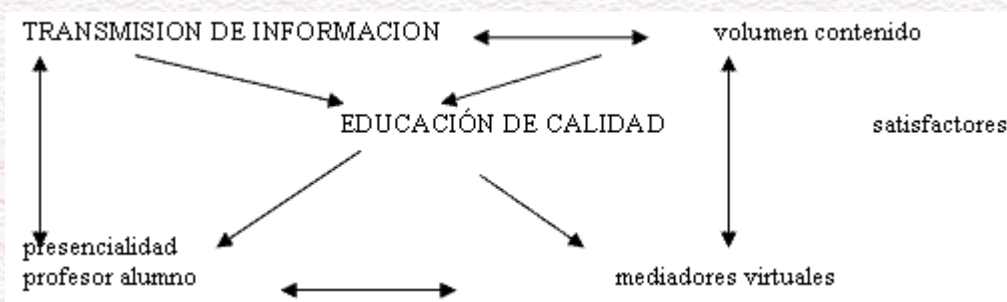 TRANSMISION DE INFORMACION
volumen contenido
EDUCACIÓN DE CALIDAD
satisfactores
presencialidad
profesor alumno
mediadores virtuales